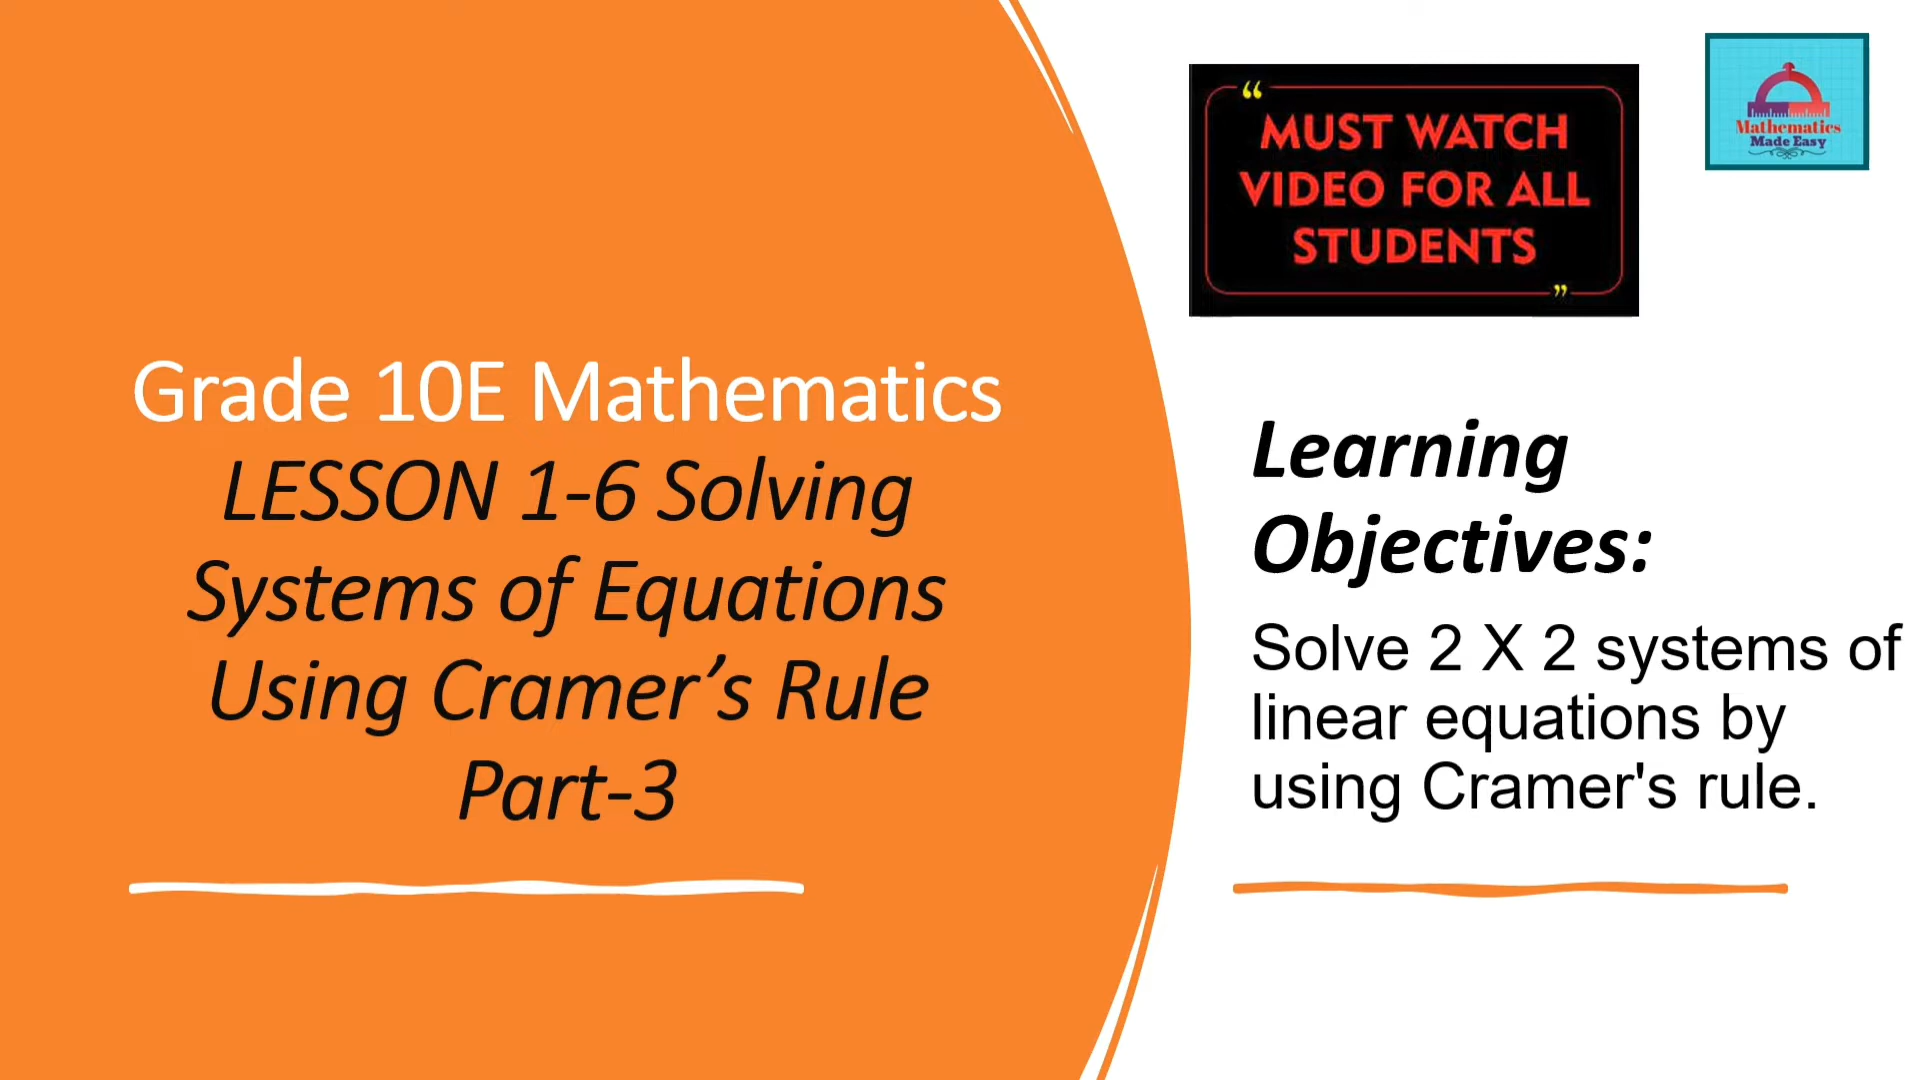 Grade 10E Mathematics
LESSON 1-6 Solving
Systems of Equations
Using Cramer’s Rule
Part-3
“
MUST WATCH
VIDEO FOR ALL
STUDENTS
”
Mathematics
Made Easy
Learning
Objectives:
Solve 2 X 2 systems of
linear equations by
using Cramer's rule.